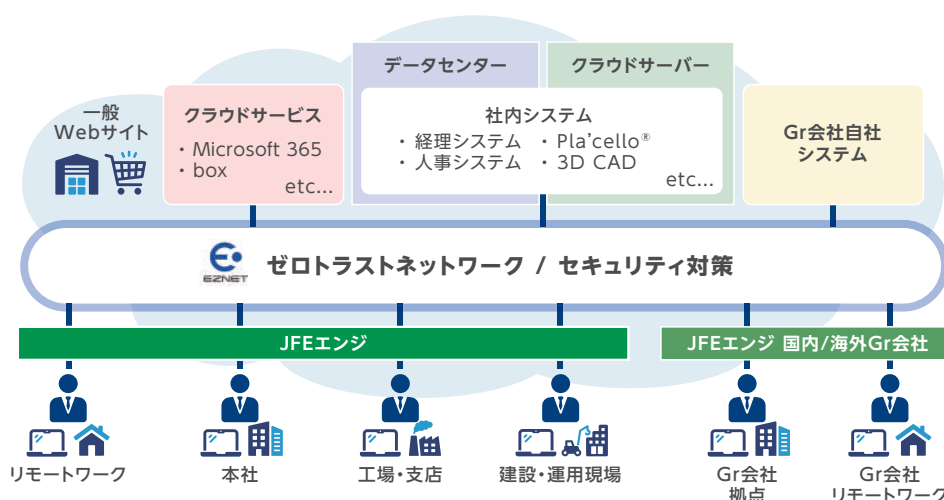 データセンター
クラウドサーバー
一般
Webサイト
クラウドサービス
・Microsoft 365
・box
etc...
社内システム
・経理システム ・Pla'cello®
・人事システム ・3D CAD
etc...
Gr会社自社
システム
EZNET
ゼロトラストネットワーク / セキュリティ対策
JFEエンジ
JFEエンジ 国内/海外Gr会社
リモートワーク
本社
工場・支店
建設・運用現場
Gr会社
拠点
Gr会社
リモートワーク